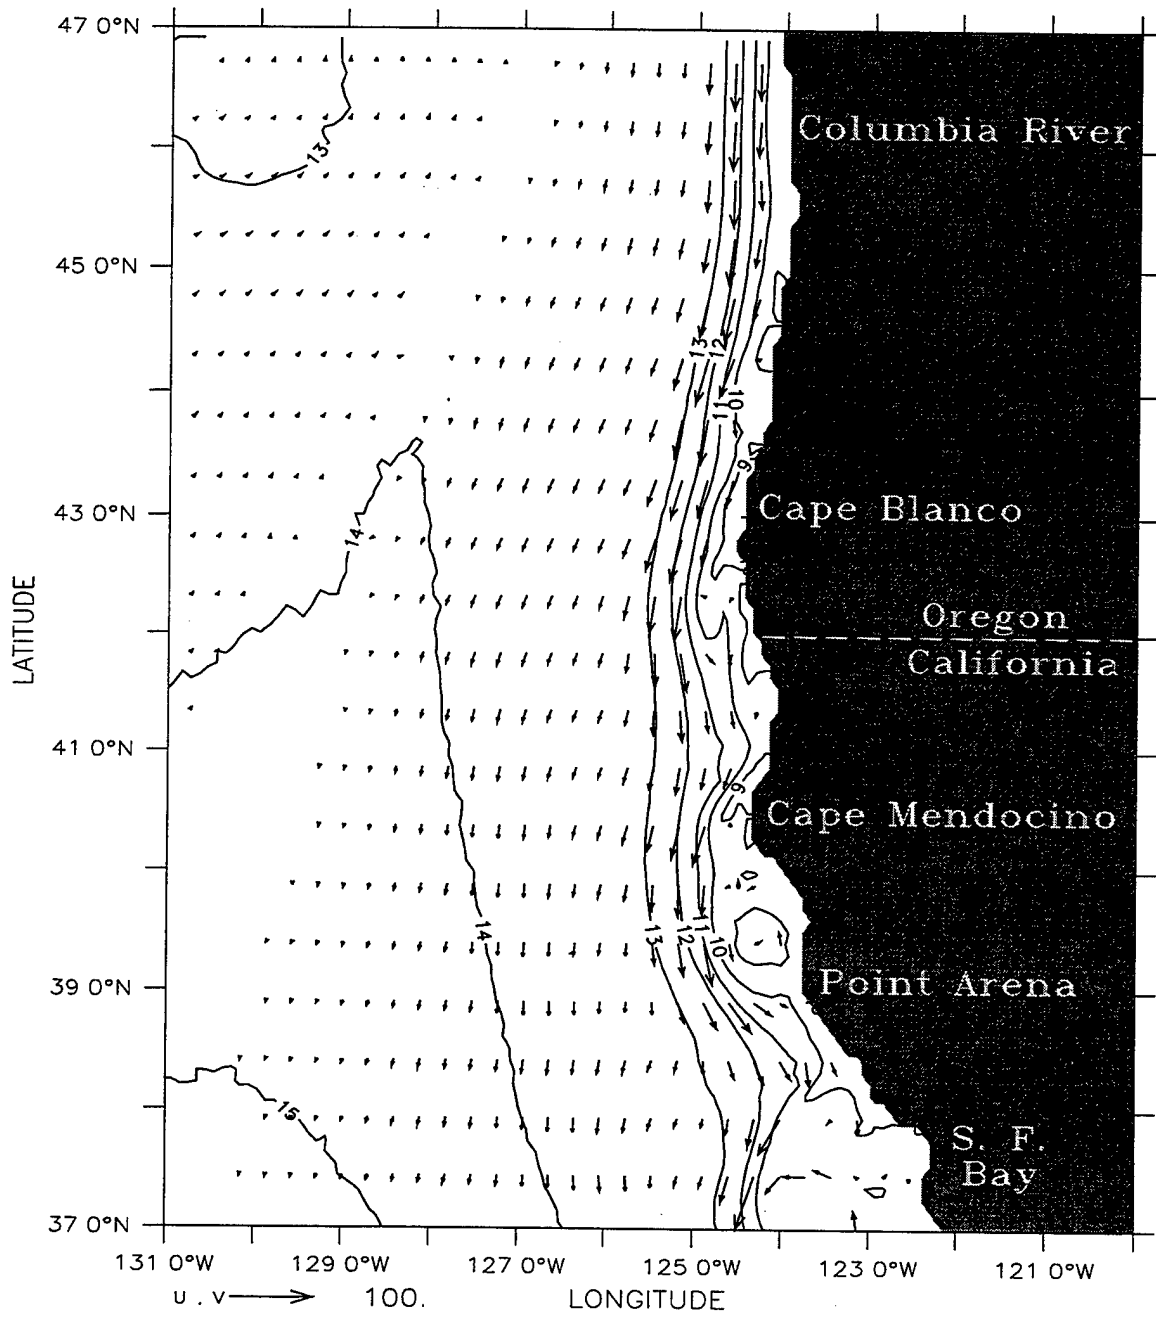 47 0°N
13
Columbia River
45 0°N
13
12
11
10
9
Cape Blanco
43 0°N
14
Oregon
California
LATITUDE
41 0°N
9
Cape Mendocino
14
13
12
11
10
39 0°N
Point Arena
15
S. F.
Bay
37 0°N
131 0°W 129 0°W 127 0°W 125 0°W 123 0°W 121 0°W
U , V 100. LONGITUDE